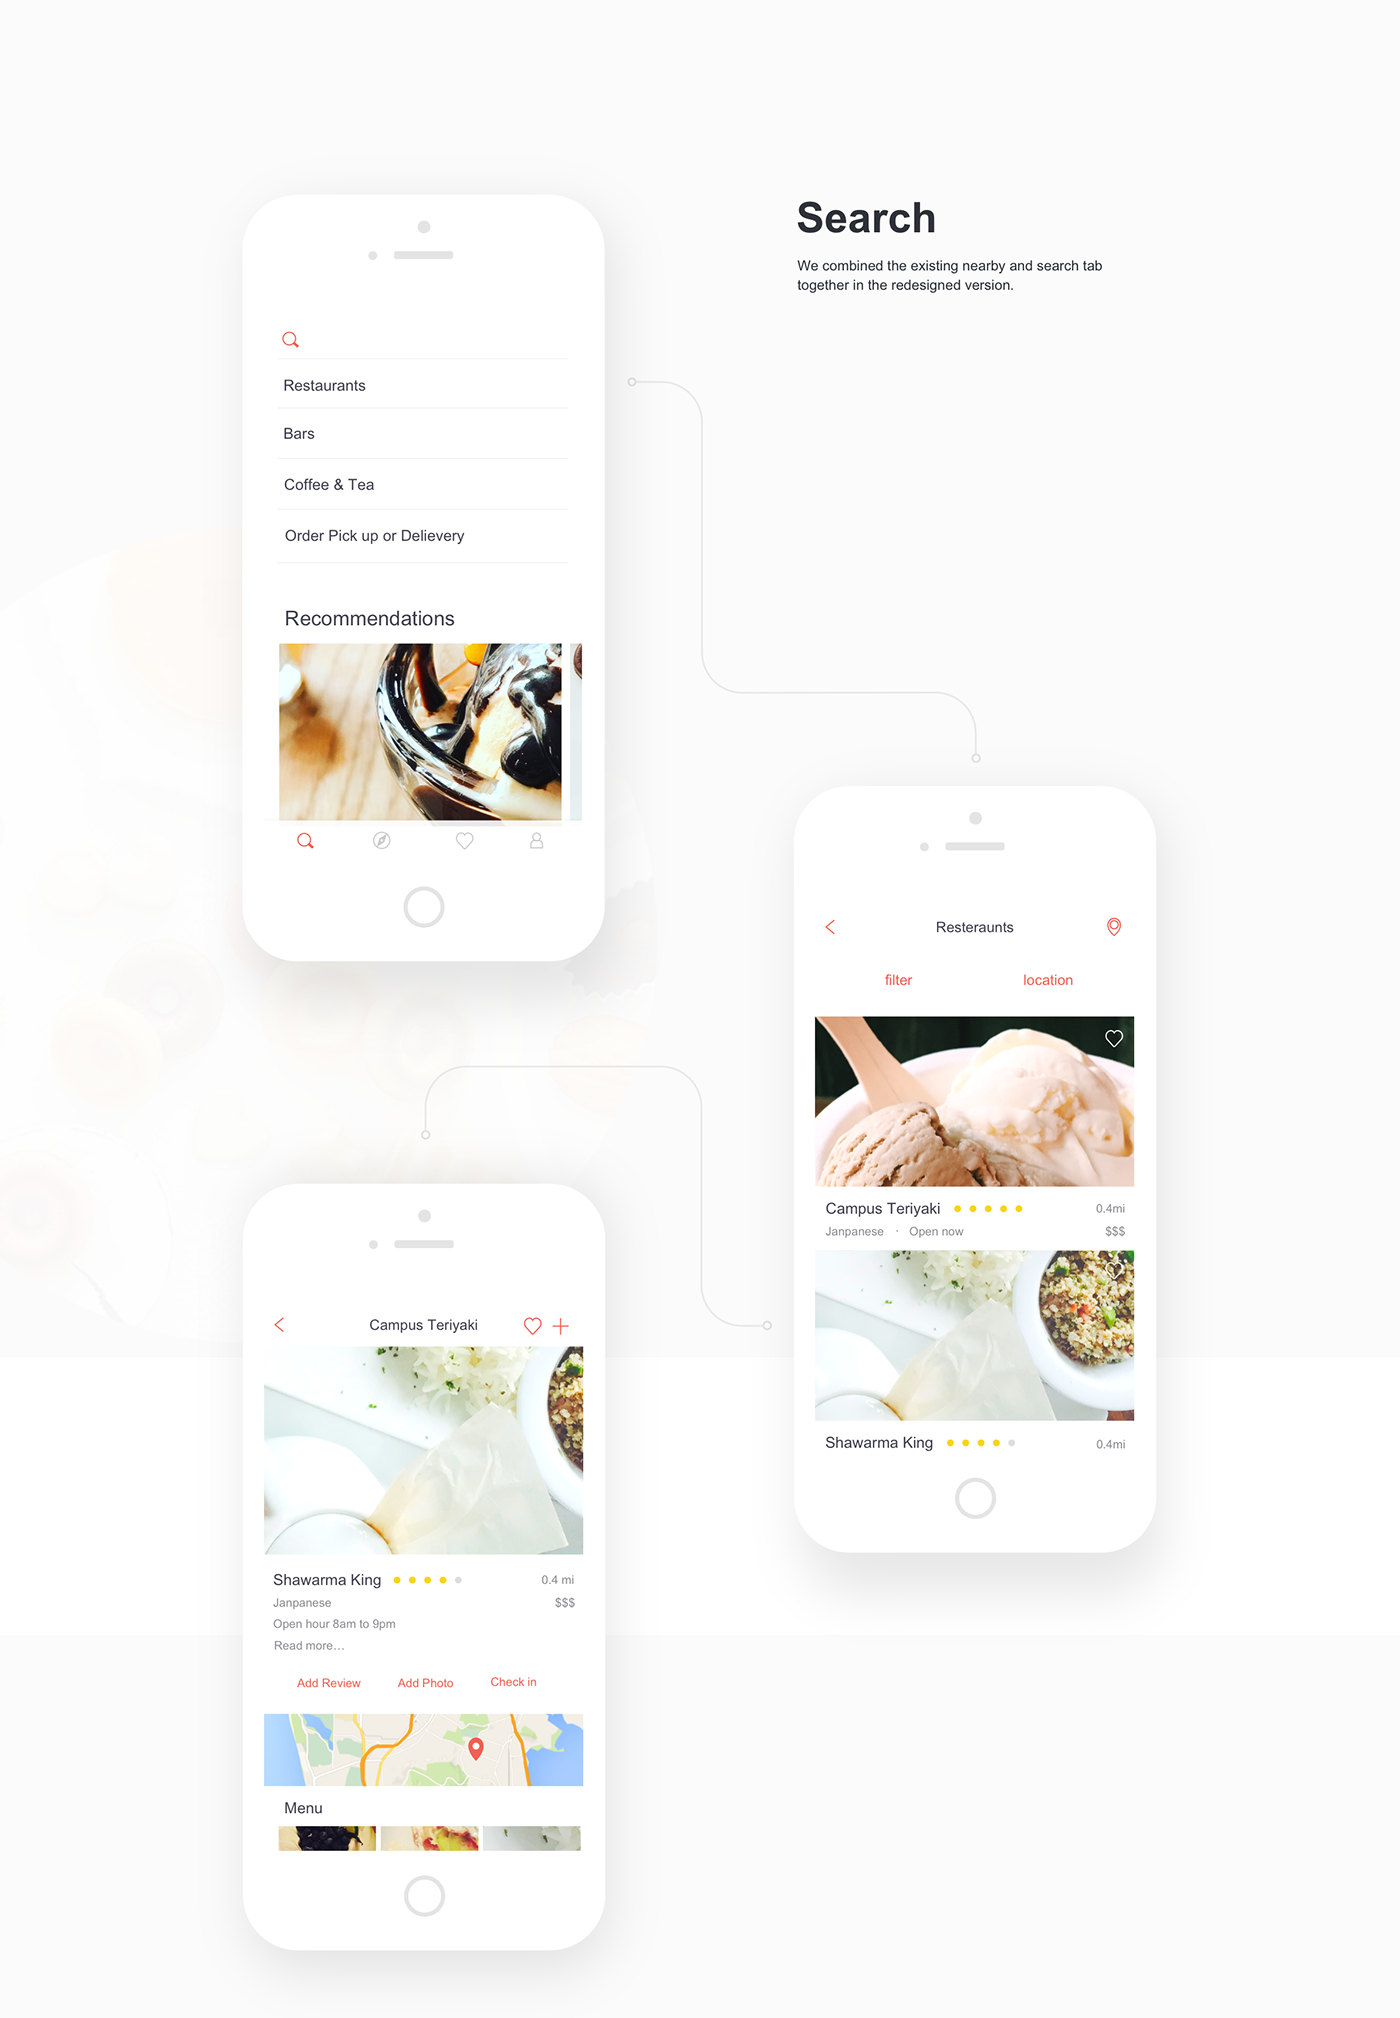 Search
We combined the existing nearby and search tab
together in the redesigned version.
Restaurants
Bars
Coffee & Tea
Order Pick up or Delievery
Recommendations
Resteraunts
filter location
Campus Teriyaki 0.4mi
Janpanese · Open now $$$
Shawarma King 0.4mi
Campus Teriyaki
Shawarma King 0.4 mi
Janpanese $$$
Open hour 8am to 9pm
Read more...
Add Review Add Photo Check in
Menu